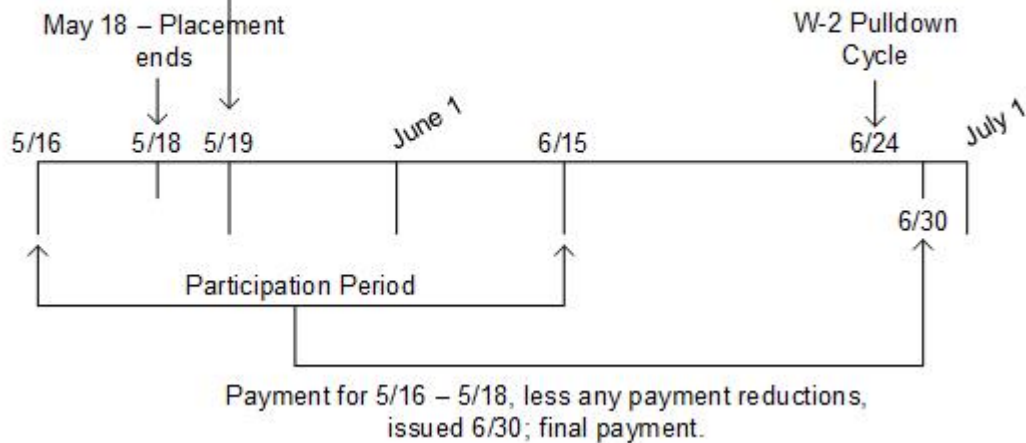 May 18 – Placement
ends
W-2 Pulldown
Cycle
5/16
5/18
5/19
June 1
6/15
6/24
July 1
6/30
Participation Period
Payment for 5/16 – 5/18, less any payment reductions,
issued 6/30; final payment.